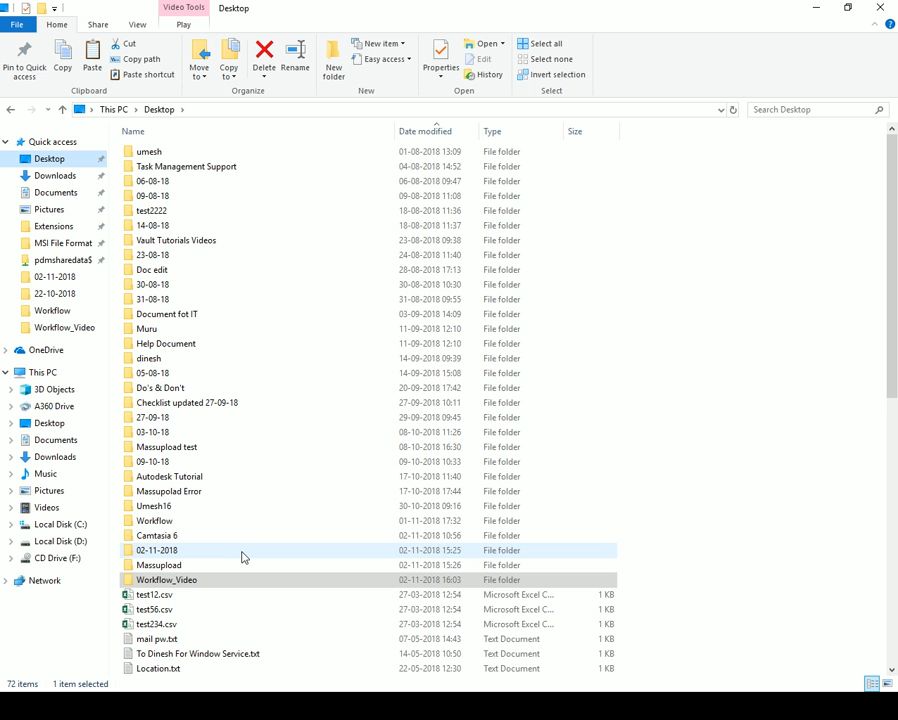 Video Tools Desktop
File Home Share View Play
Pin to Quick access
Copy
Paste
Cut
Copy path
Paste shortcut
Clipboard
Move to
Copy to
Delete
Rename
Organize
New folder
New item
Easy access
New
Properties
Open
Edit
History
Open
Select all
Select none
Invert selection
Select
This PC Desktop
Search Desktop
Name Date modified Type Size
Quick access
Desktop
Downloads
Documents
Pictures
Extensions
MSI File Format
pdmsharedata$
02-11-2018
22-10-2018
Workflow
Workflow_Video
OneDrive
This PC
3D Objects
A360 Drive
Desktop
Documents
Downloads
Music
Pictures
Videos
Local Disk (C:)
Local Disk (D:)
CD Drive (F:)
Network
umesh 01-08-2018 13:09 File folder
Task Management Support 04-08-2018 14:52 File folder
06-08-18 06-08-2018 09:47 File folder
09-08-18 09-08-2018 11:08 File folder
test2222 18-08-2018 11:36 File folder
14-08-18 18-08-2018 11:37 File folder
Vault Tutorials Videos 23-08-2018 09:38 File folder
23-08-18 24-08-2018 11:40 File folder
Doc edit 28-08-2018 17:13 File folder
30-08-18 30-08-2018 10:30 File folder
31-08-18 31-08-2018 09:55 File folder
Document fot IT 03-09-2018 14:09 File folder
Muru 11-09-2018 12:10 File folder
Help Document 11-09-2018 12:10 File folder
dinesh 14-09-2018 09:39 File folder
05-08-18 14-09-2018 15:08 File folder
Do's & Don't 20-09-2018 17:42 File folder
Checklist updated 27-09-18 27-09-2018 10:11 File folder
27-09-18 29-09-2018 09:45 File folder
03-10-18 08-10-2018 11:26 File folder
Massupload test 08-10-2018 16:30 File folder
09-10-18 09-10-2018 10:33 File folder
Autodesk Tutorial 17-10-2018 11:40 File folder
Massupolad Error 17-10-2018 17:44 File folder
Umesh16 30-10-2018 09:16 File folder
Workflow 01-11-2018 17:32 File folder
Camtasia 6 02-11-2018 10:56 File folder
02-11-2018 02-11-2018 15:25 File folder
Massupload 02-11-2018 15:26 File folder
Workflow_Video 02-11-2018 16:03 File folder
test12.csv 27-03-2018 12:54 Microsoft Excel C... 1 KB
test56.csv 27-03-2018 12:54 Microsoft Excel C... 1 KB
test234.csv 27-03-2018 12:54 Microsoft Excel C... 1 KB
mail pw.txt 07-05-2018 14:43 Text Document 1 KB
To Dinesh For Window Service.txt 14-05-2018 10:50 Text Document 1 KB
Location.txt 22-05-2018 12:30 Text Document 1 KB
72 items 1 item selected